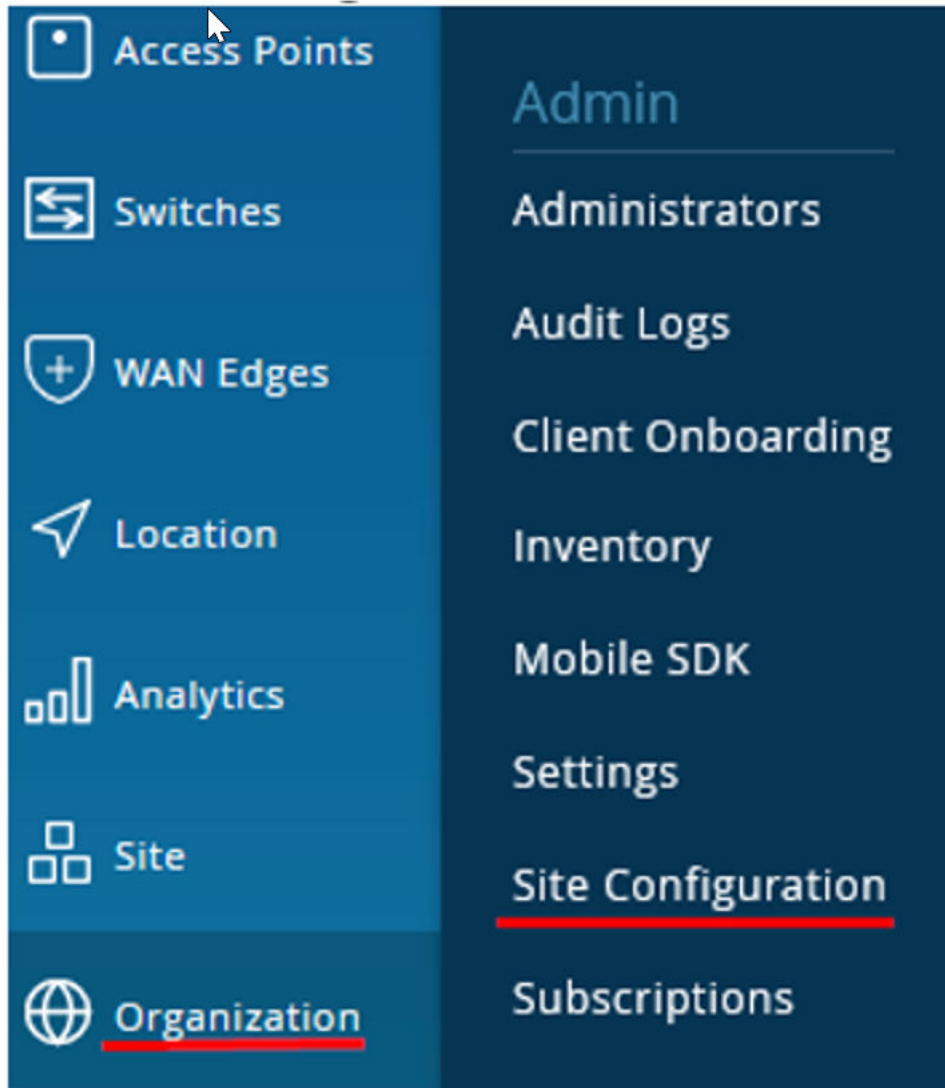 Access Points
Switches
WAN Edges
Location
Analytics
Site
Organization
Admin
Administrators
Audit Logs
Client Onboarding
Inventory
Mobile SDK
Settings
Site Configuration
Subscriptions